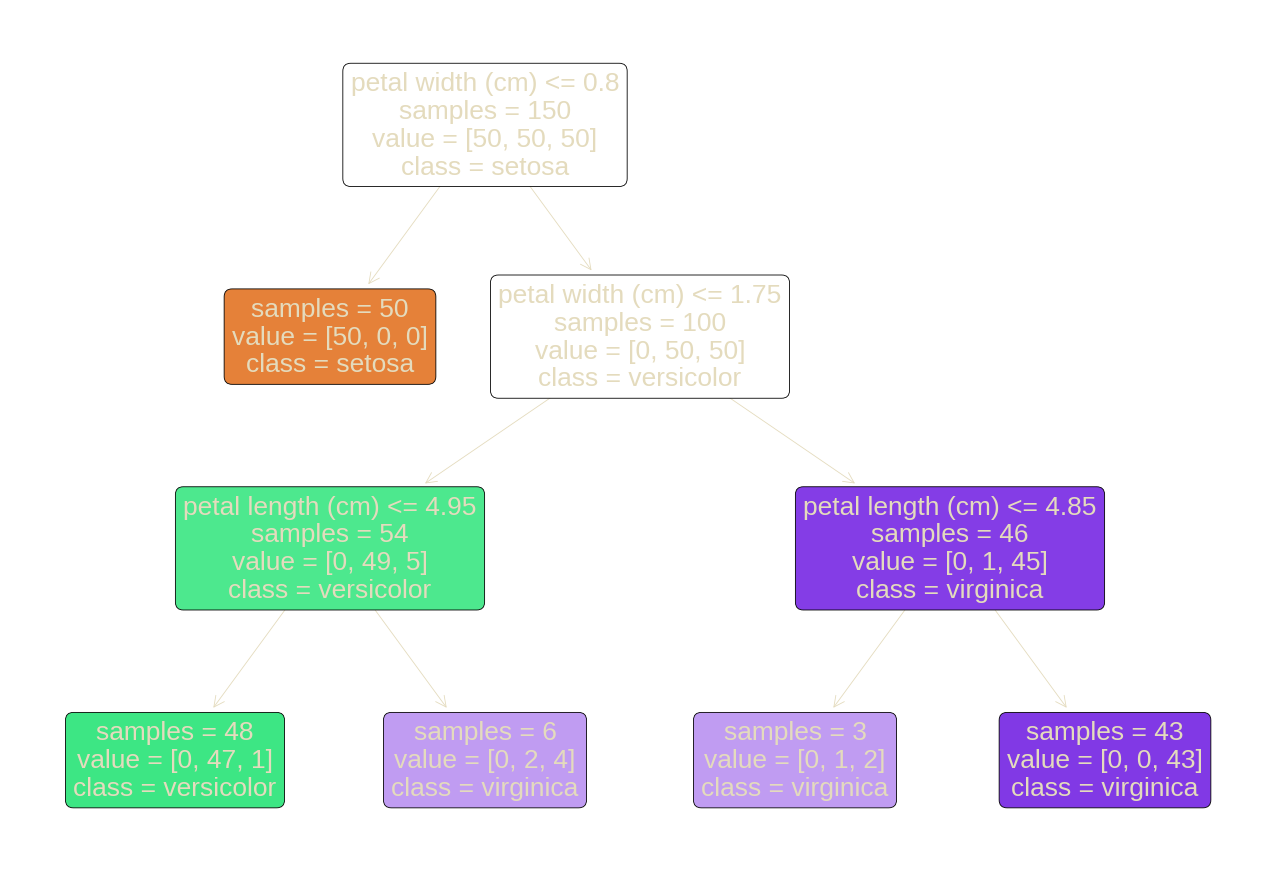 petal width (cm) <= 0.8
samples = 150
value = [50, 50, 50]
class = setosa
samples = 50
value = [50, 0, 0]
class = setosa
petal width (cm) <= 1.75
samples = 100
value = [0, 50, 50]
class = versicolor
petal length (cm) <= 4.95
samples = 54
value = [0, 49, 5]
class = versicolor
petal length (cm) <= 4.85
samples = 46
value = [0, 1, 45]
class = virginica
samples = 48
value = [0, 47, 1]
class = versicolor
samples = 6
value = [0, 2, 4]
class = virginica
samples = 3
value = [0, 1, 2]
class = virginica
samples = 43
value = [0, 0, 43]
class = virginica